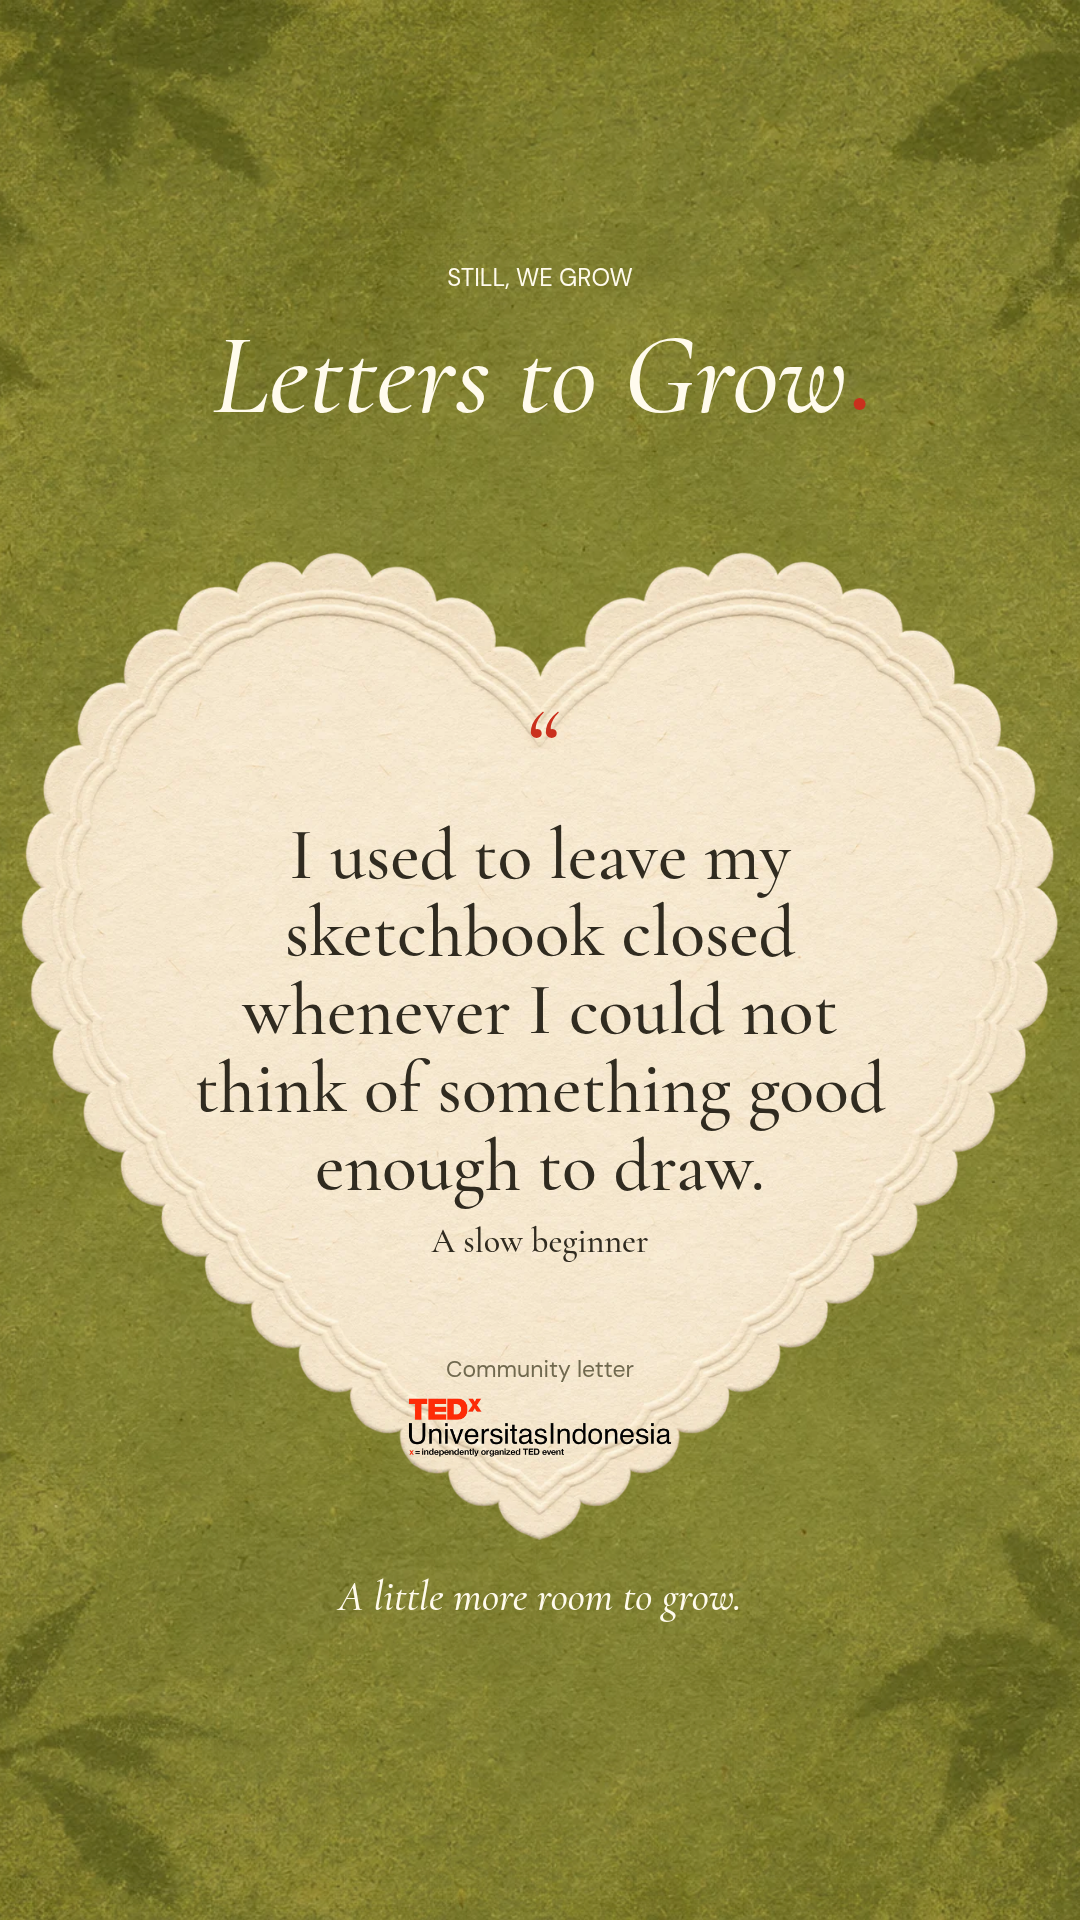 STILL, WE GROW
Letters to Grow.
“
I used to leave my
sketchbook closed
whenever I could not
think of something good
enough to draw.
A slow beginner
Community letter
TEDx
UniversitasIndonesia
x = independently organized TED event
A little more room to grow.